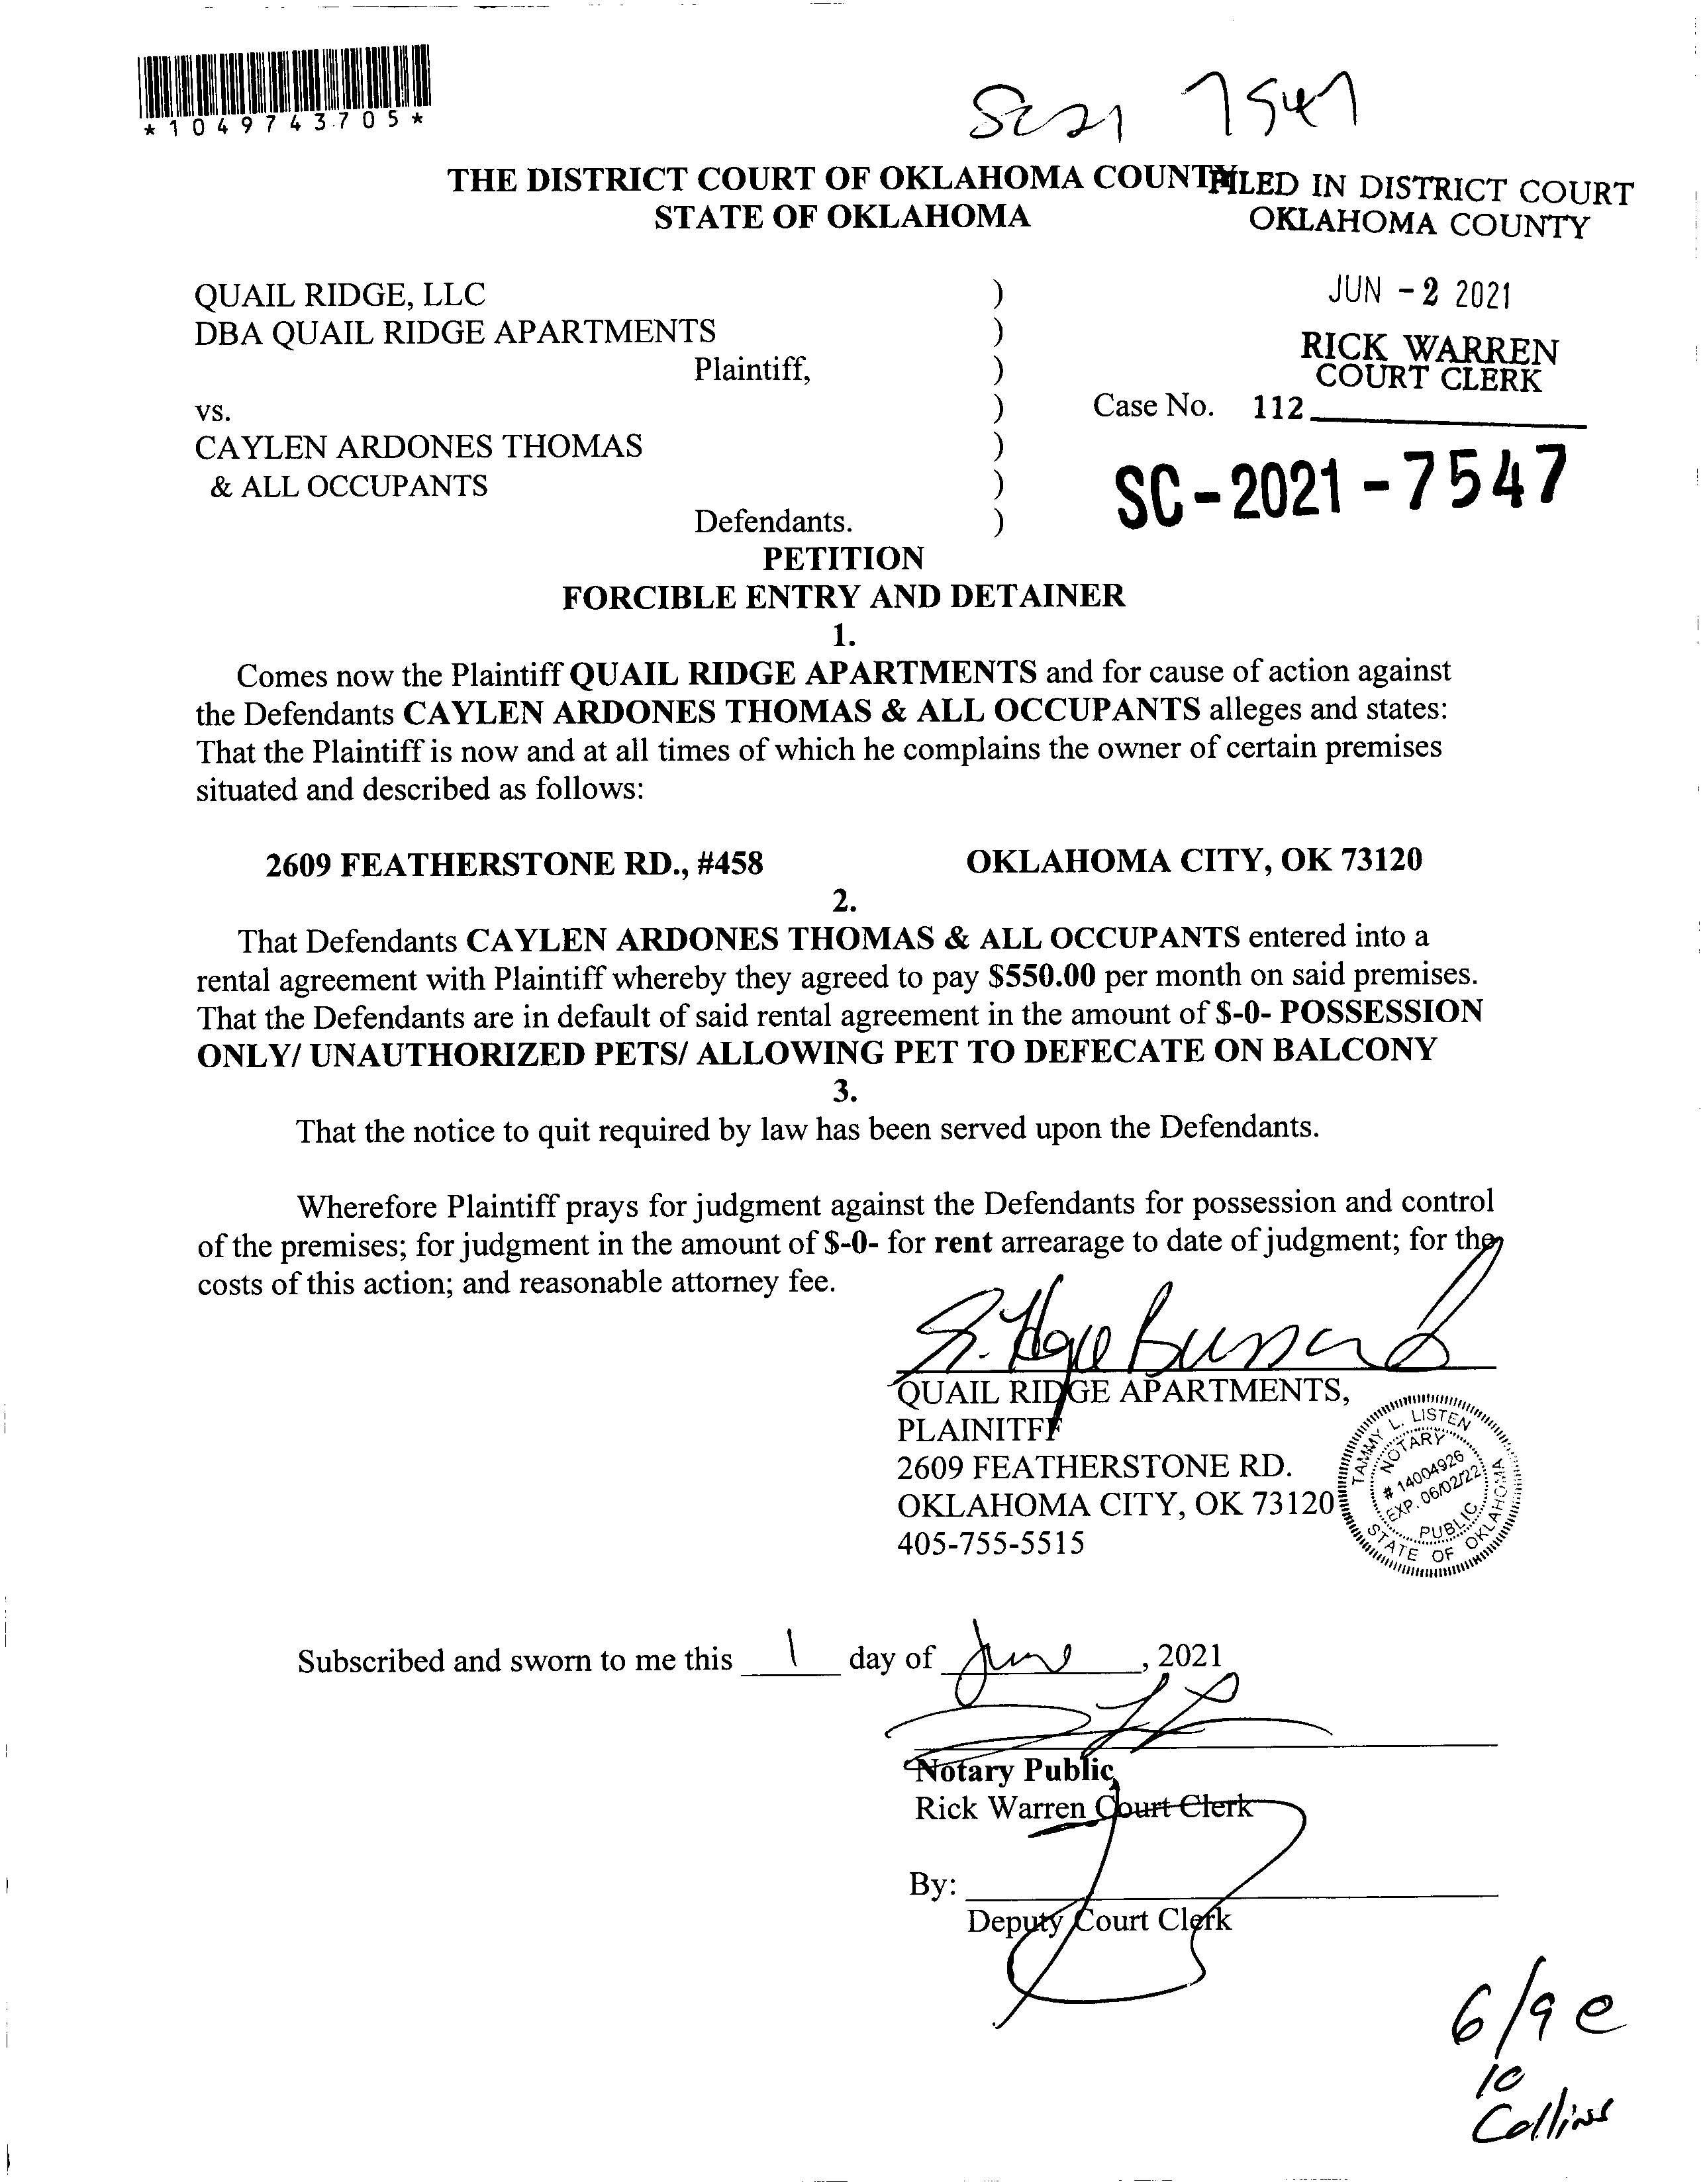 *1049743705*
SC21 7547
THE DISTRICT COURT OF OKLAHOMA COUNTY
STATE OF OKLAHOMA
FILED IN DISTRICT COURT
OKLAHOMA COUNTY
JUN - 2 2021
RICK WARREN
COURT CLERK
QUAIL RIDGE, LLC )
DBA QUAIL RIDGE APARTMENTS )
Plaintiff, )
vs. ) Case No. 112
CAYLEN ARDONES THOMAS )
& ALL OCCUPANTS )
Defendants. )
SC-2021-7547
PETITION
FORCIBLE ENTRY AND DETAINER
1.
Comes now the Plaintiff QUAIL RIDGE APARTMENTS and for cause of action against
the Defendants CAYLEN ARDONES THOMAS & ALL OCCUPANTS alleges and states:
That the Plaintiff is now and at all times of which he complains the owner of certain premises
situated and described as follows:
2609 FEATHERSTONE RD., #458 OKLAHOMA CITY, OK 73120
2.
That Defendants CAYLEN ARDONES THOMAS & ALL OCCUPANTS entered into a
rental agreement with Plaintiff whereby they agreed to pay $550.00 per month on said premises.
That the Defendants are in default of said rental agreement in the amount of $-0- POSSESSION
ONLY/ UNAUTHORIZED PETS/ ALLOWING PET TO DEFECATE ON BALCONY
3.
That the notice to quit required by law has been served upon the Defendants.
Wherefore Plaintiff prays for judgment against the Defendants for possession and control
of the premises; for judgment in the amount of $-0- for rent arrearage to date of judgment; for the
costs of this action; and reasonable attorney fee.
QUAIL RIDGE APARTMENTS,
PLAINITFF
2609 FEATHERSTONE RD.
OKLAHOMA CITY, OK 73120
405-755-5515
TAMMY L. LISTEN
NOTARY
# 14004926
EXP. 06/02/22
PUBLIC
STATE OF OKLAHOMA
Subscribed and sworn to me this 1 day of June, 2021
Notary Public,
Rick Warren Court Clerk
By:
Deputy Court Clerk
6/9 e
10
Collins